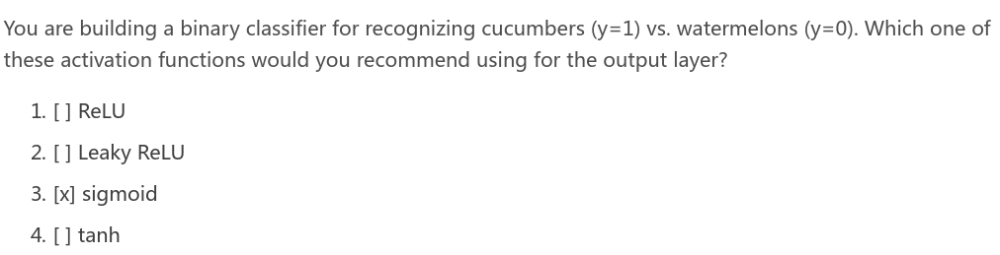 You are building a binary classifier for recognizing cucumbers (y=1) vs. watermelons (y=0). Which one of
these activation functions would you recommend using for the output layer?
1. [ ] ReLU
2. [ ] Leaky ReLU
3. [x] sigmoid
4. [ ] tanh